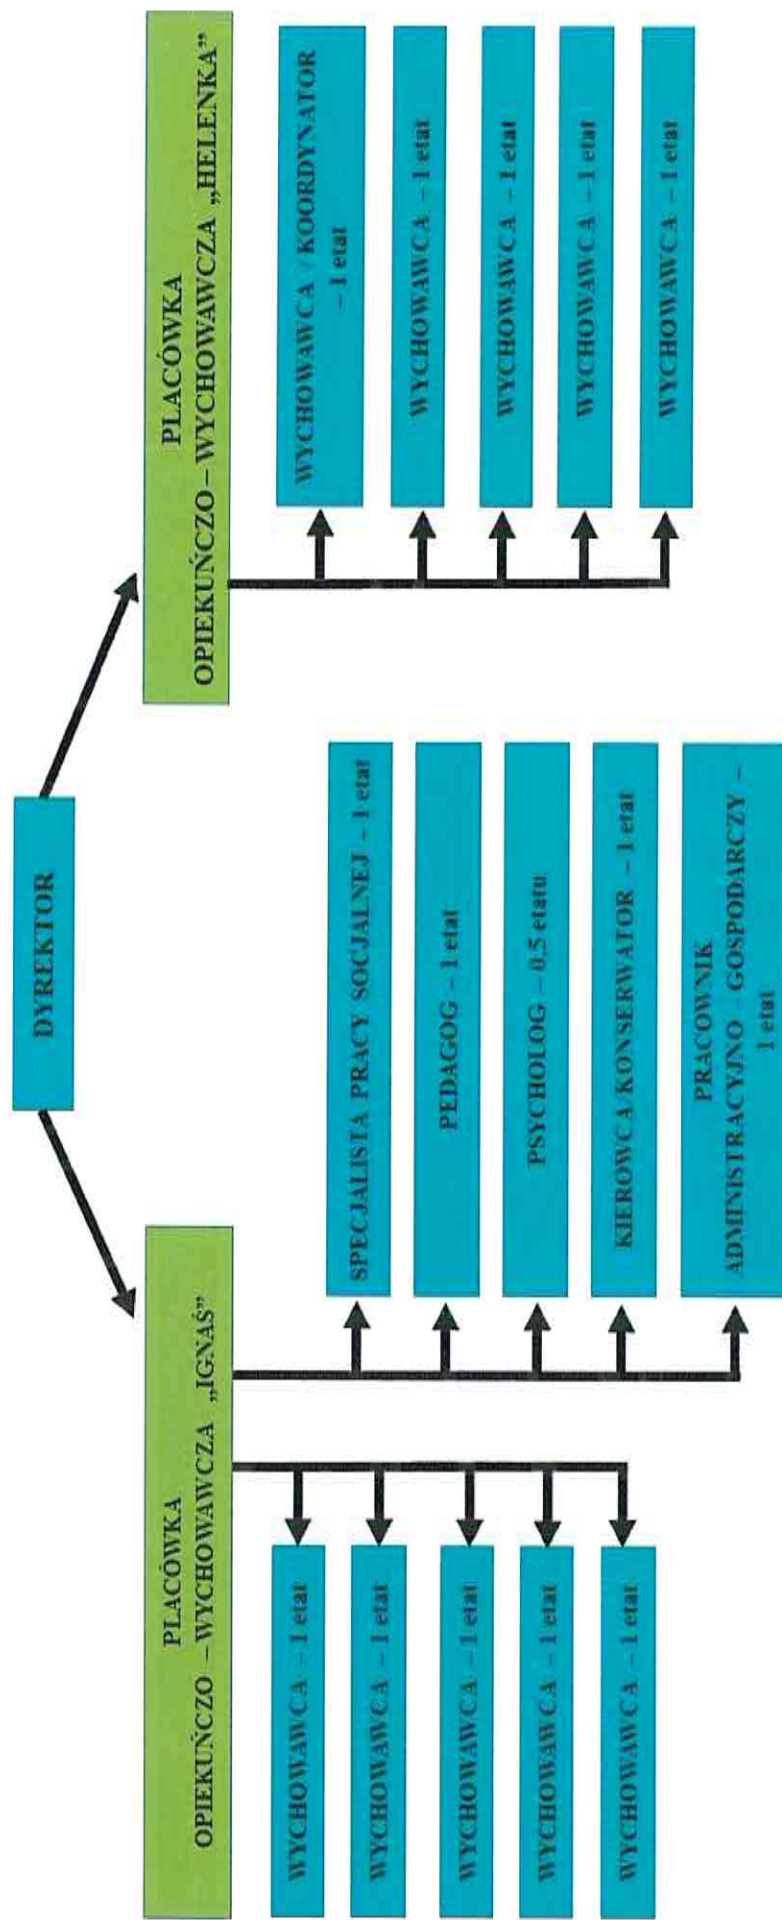 DYREKTOR
PLACÓWKA
OPIEKUŃCZO – WYCHOWAWCZA „IGNAŚ”
WYCHOWAWCA – 1 etat
WYCHOWAWCA – 1 etat
WYCHOWAWCA – 1 etat
WYCHOWAWCA – 1 etat
WYCHOWAWCA – 1 etat
SPECJALISTA PRACY SOCJALNEJ – 1 etat
PEDAGOG – 1 etat
PSYCHOLOG – 0,5 etatu
KIEROWCA/KONSERWATOR – 1 etat
PRACOWNIK
ADMINISTRACYJNO - GOSPODARCZY –
1 etat
PLACÓWKA
OPIEKUŃCZO – WYCHOWAWCZA „HELENKA”
WYCHOWAWCA / KOORDYNATOR
– 1 etat
WYCHOWAWCA – 1 etat
WYCHOWAWCA – 1 etat
WYCHOWAWCA – 1 etat
WYCHOWAWCA – 1 etat